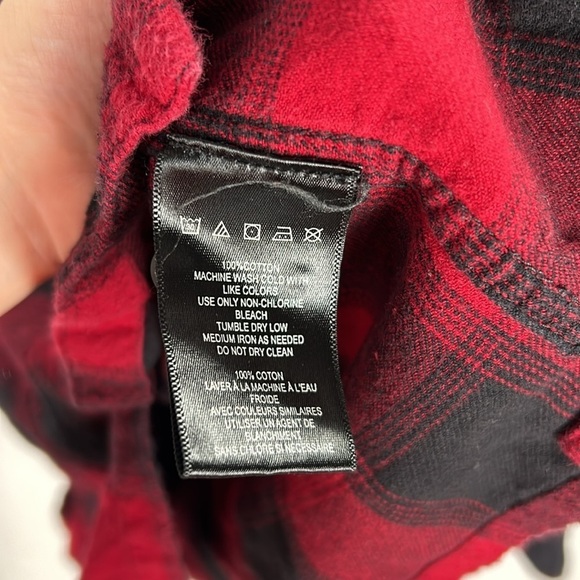 100% COTTON
MACHINE WASH COLD WITH
LIKE COLORS
USE ONLY NON-CHLORINE
BLEACH
TUMBLE DRY LOW
MEDIUM IRON AS NEEDED
DO NOT DRY CLEAN
100% COTON
LAVER À LA MACHINE À L'EAU
FROIDE
AVEC COULEURS SIMILAIRES
UTILISER UN AGENT DE
BLANCHIMENT
SANS CHLORE SI NECESSAIRE